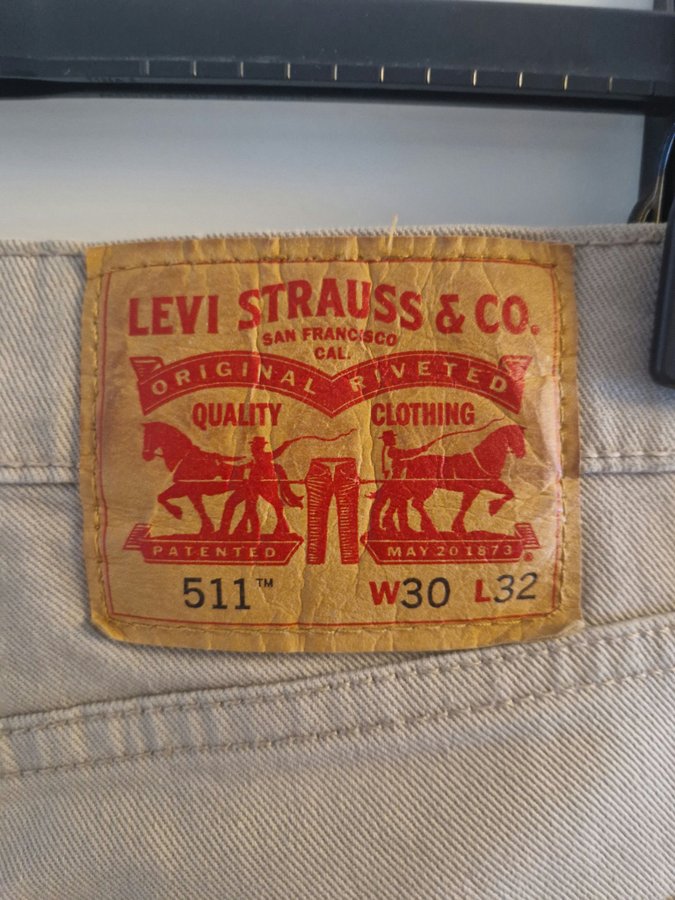 LEVI STRAUSS & CO.
SAN FRANCISCO
CAL.
ORIGINAL RIVETED
QUALITY CLOTHING
PATENTED MAY 20 1873 ®
511™ W30 L32